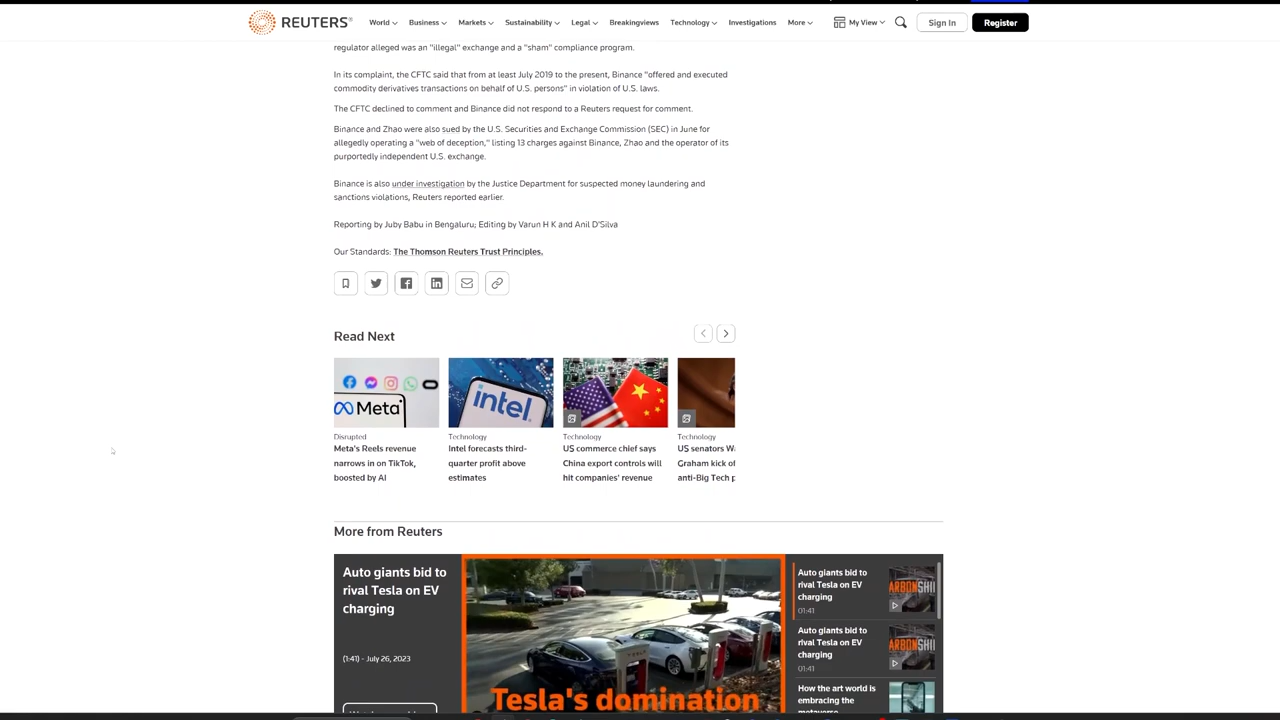 REUTERS®
World
Business
Markets
Sustainability
Legal
Breakingviews
Technology
Investigations
More
My View
Sign In
Register
regulator alleged was an "illegal" exchange and a "sham" compliance program.
In its complaint, the CFTC said that from at least July 2019 to the present, Binance "offered and executed
commodity derivatives transactions on behalf of U.S. persons" in violation of U.S. laws.
The CFTC declined to comment and Binance did not respond to a Reuters request for comment.
Binance and Zhao were also sued by the U.S. Securities and Exchange Commission (SEC) in June for
allegedly operating a "web of deception," listing 13 charges against Binance, Zhao and the operator of its
purportedly independent U.S. exchange.
Binance is also under investigation by the Justice Department for suspected money laundering and
sanctions violations, Reuters reported earlier.
Reporting by Juby Babu in Bengaluru; Editing by Varun H K and Anil D'Silva
Our Standards: The Thomson Reuters Trust Principles.
Read Next
Meta
intel
Disrupted
Meta's Reels revenue
narrows in on TikTok,
boosted by AI
Technology
Intel forecasts third-
quarter profit above
estimates
Technology
US commerce chief says
China export controls will
hit companies' revenue
Technology
US senators W
Graham kick of
anti-Big Tech p
More from Reuters
Auto giants bid to
rival Tesla on EV
charging
(1:41) - July 26, 2023
Tesla's domination
Auto giants bid to
rival Tesla on EV
charging
01:41
ARBONSHI
Auto giants bid to
rival Tesla on EV
charging
01:41
ARBONSHI
How the art world is
embracing the
metaverse